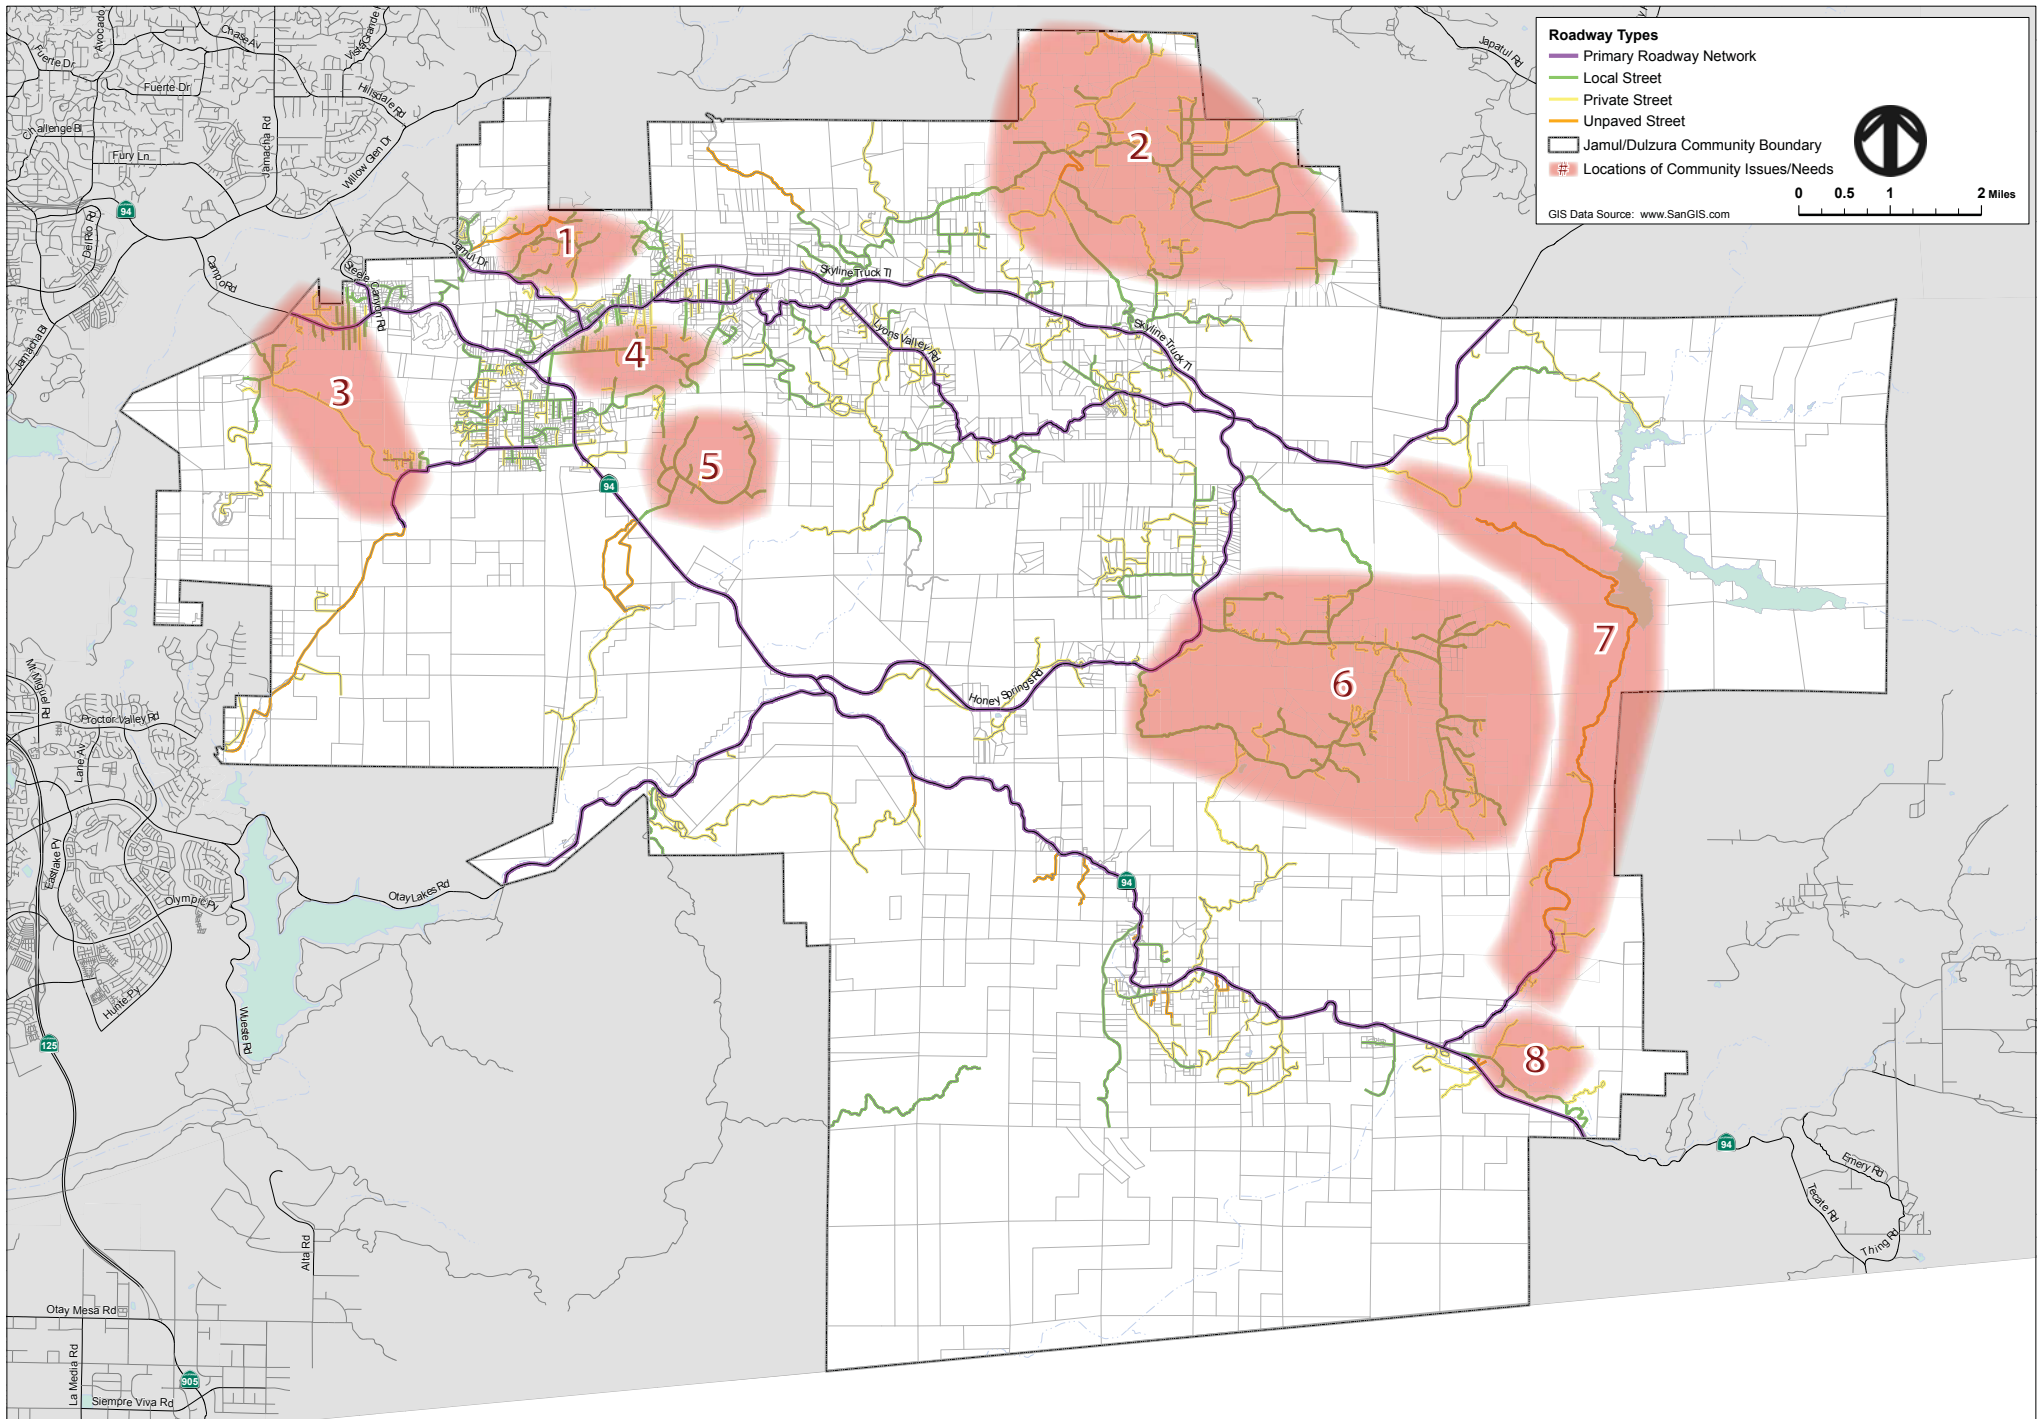 Roadway Types
Primary Roadway Network
Local Street
Private Street
Unpaved Street
Jamul/Dulzura Community Boundary
# Locations of Community Issues/Needs
0 0.5 1 2 Miles
GIS Data Source: www.SanGIS.com
Avocado
Chase Av
Vista Grande
Fuerte Dr
Fuerte Dr
Hillsdale Rd
Challenge Bl
Fury Ln
Jamacha Rd
Willow Glen Dr
94
Del Rio Rd
Campo Rd
Jamacha Bl
Steele Canyon Rd
Jamul Dr
Skyline Truck Tl
Lyons Valley Rd
Skyline Truck Tl
Japatul Rd
1
2
3
4
5
6
7
8
94
Honey Springs Rd
Mt Miguel Rd
Proctor Valley Rd
Lane Av
Eastlake Py
Olympic Py
Otay Lakes Rd
Hunte Py
Wueste Rd
125
94
94
Emery Rd
Tecate Rd
Thing Rd
Alta Rd
Otay Mesa Rd
La Media Rd
905
Siempre Viva Rd